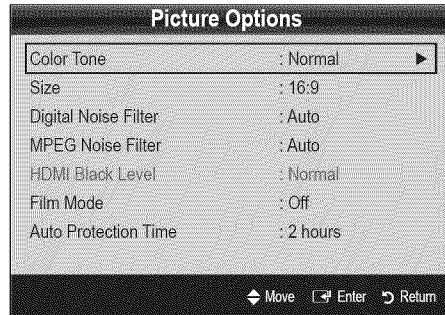 Picture Options
Color Tone : Normal ▶
Size : 16:9
Digital Noise Filter : Auto
MPEG Noise Filter : Auto
HDMI Black Level : Normal
Film Mode : Off
Auto Protection Time : 2 hours
Move Enter Return